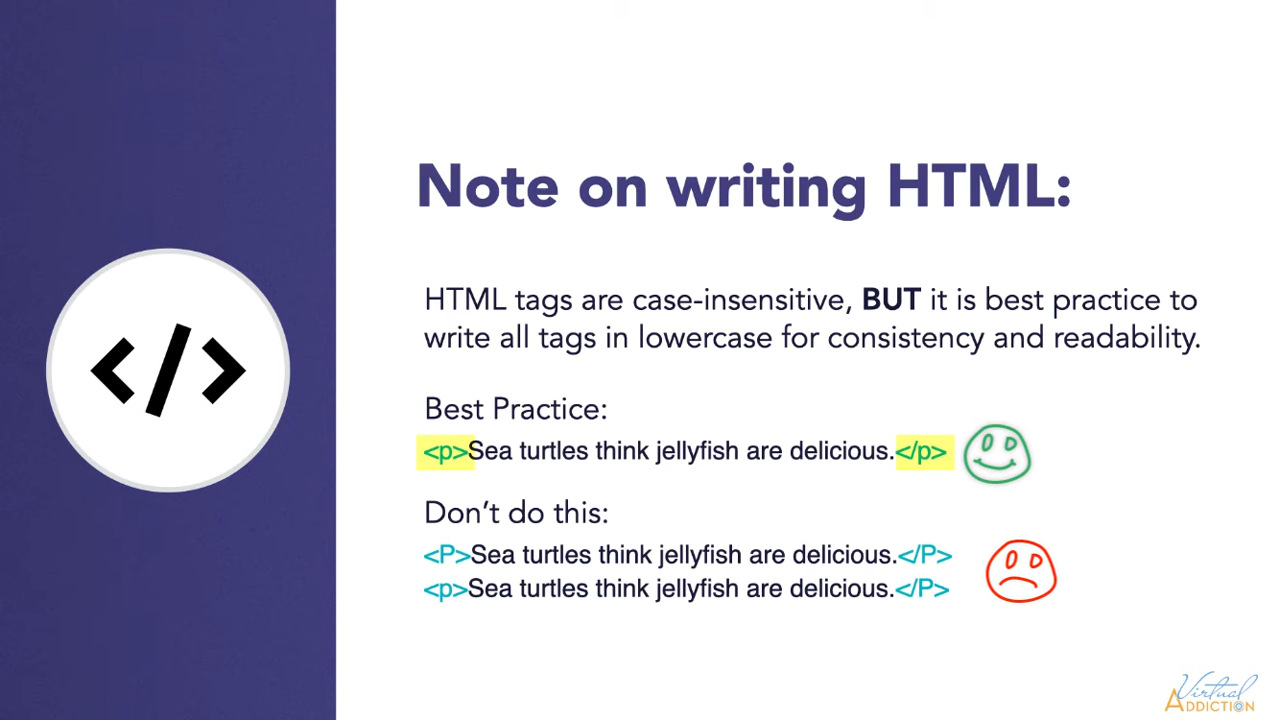 </>
Note on writing HTML:
HTML tags are case-insensitive, BUT it is best practice to
write all tags in lowercase for consistency and readability.
Best Practice:
<p>Sea turtles think jellyfish are delicious.</p>
Don’t do this:
<P>Sea turtles think jellyfish are delicious.</P>
<p>Sea turtles think jellyfish are delicious.</P>
Virtual
ADDICTION